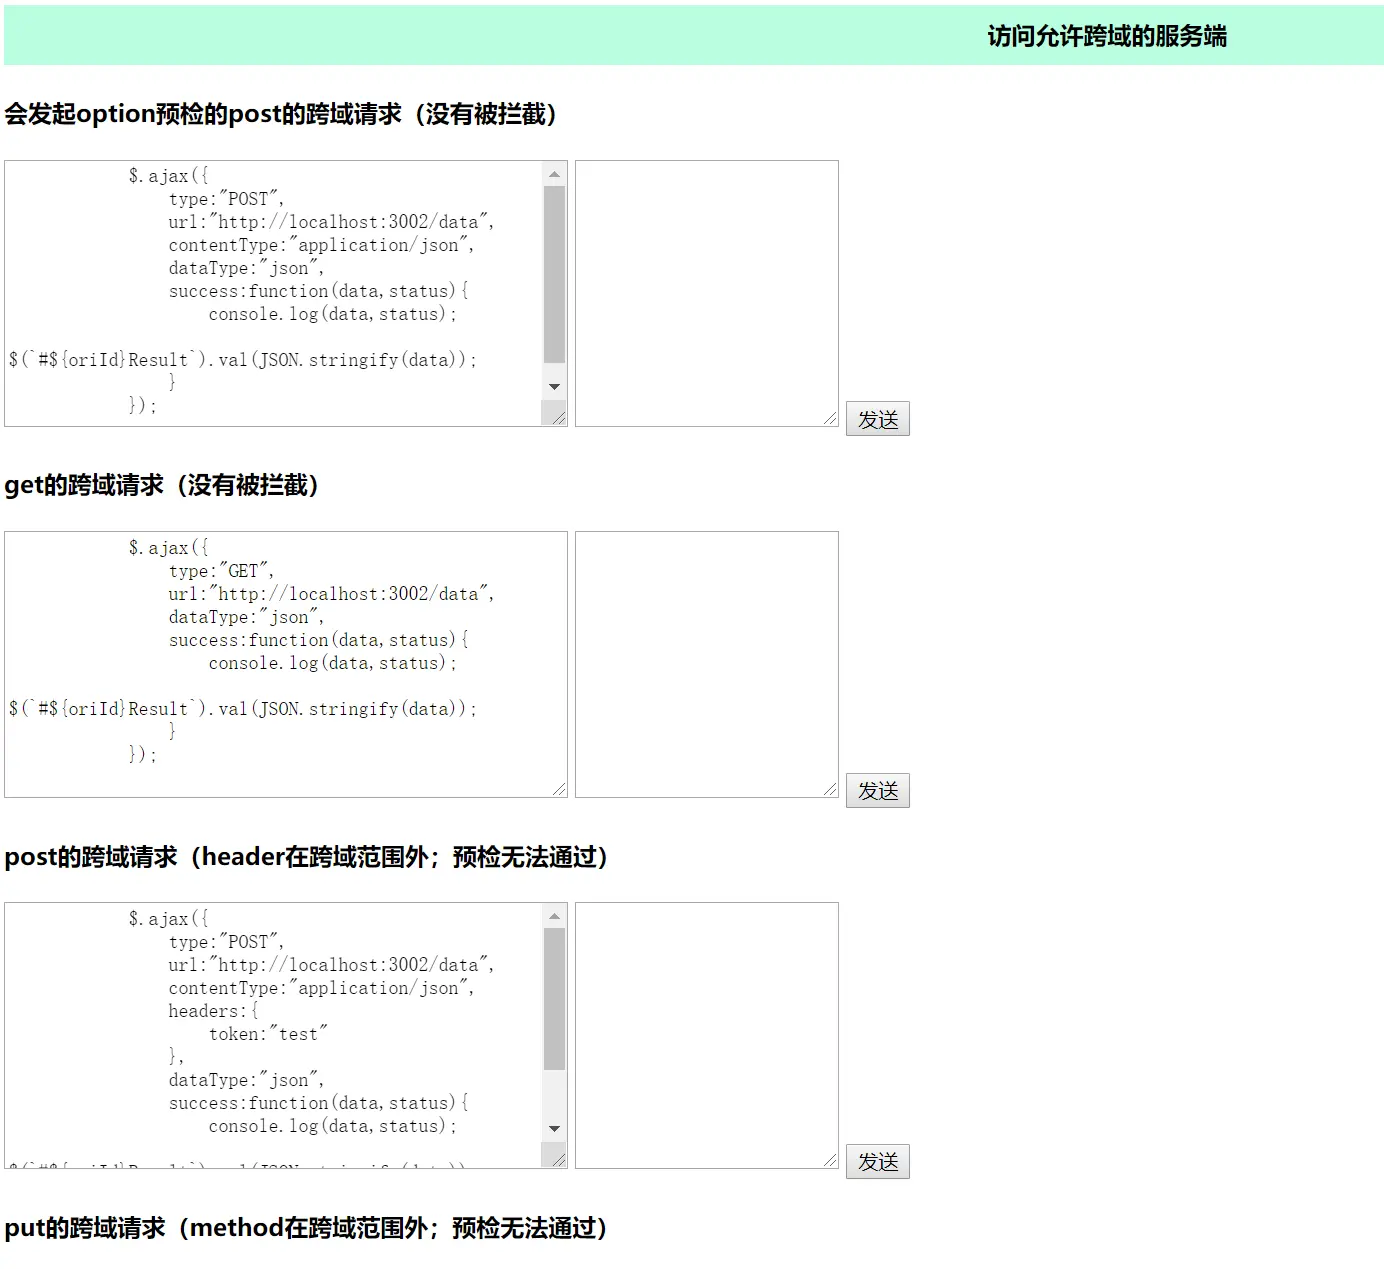 访问允许跨域的服务端
会发起option预检的post的跨域请求（没有被拦截）
$.ajax({
type:"POST",
url:"http://localhost:3002/data",
contentType:"application/json",
dataType:"json",
success:function(data,status){
console.log(data,status);
$(`#${oriId}Result`).val(JSON.stringify(data));
}
});
发送
get的跨域请求（没有被拦截）
$.ajax({
type:"GET",
url:"http://localhost:3002/data",
dataType:"json",
success:function(data,status){
console.log(data,status);
$(`#${oriId}Result`).val(JSON.stringify(data));
}
});
发送
post的跨域请求（header在跨域范围外；预检无法通过）
$.ajax({
type:"POST",
url:"http://localhost:3002/data",
contentType:"application/json",
headers:{
token:"test"
},
dataType:"json",
success:function(data,status){
console.log(data,status);
发送
put的跨域请求（method在跨域范围外；预检无法通过）